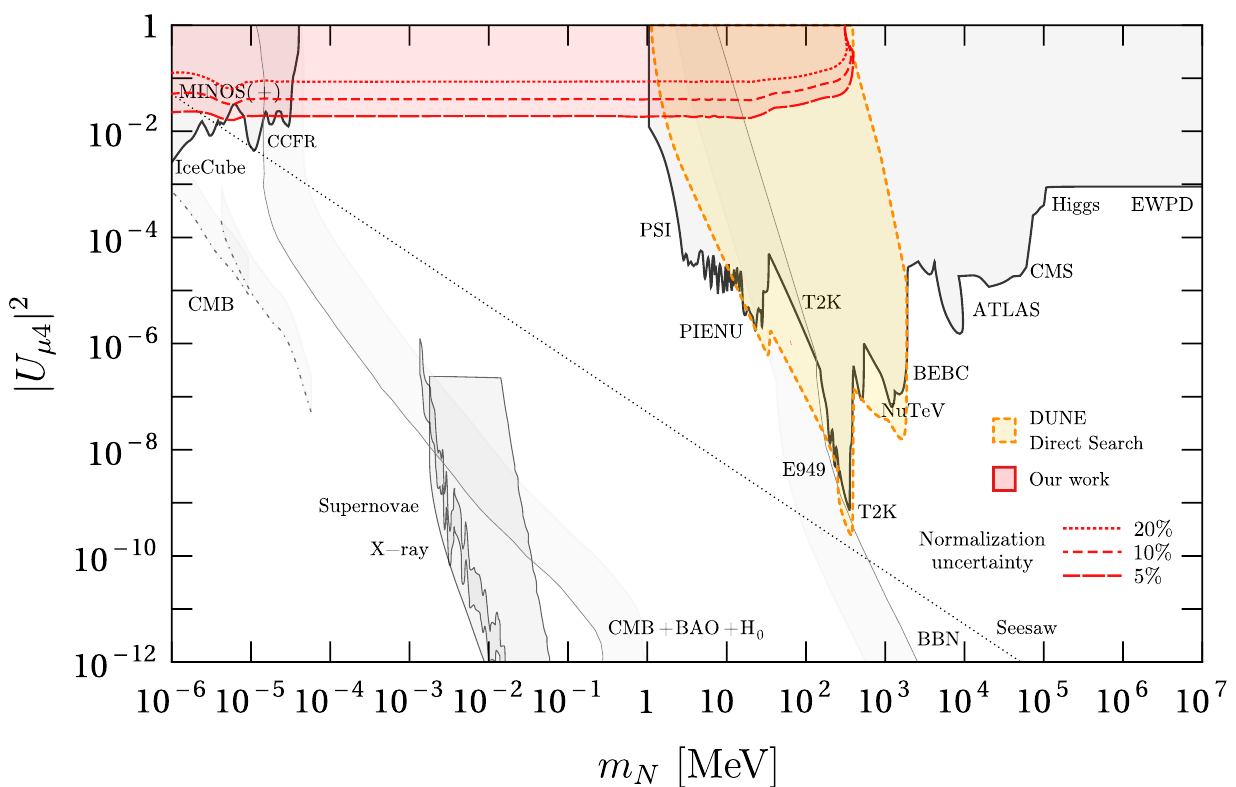 |U_{μ4}|^2
1
10^{-2}
10^{-4}
10^{-6}
10^{-8}
10^{-10}
10^{-12}
MINOS(+)
CCFR
IceCube
CMB
PSI
PIENU
T2K
Higgs
EWPD
CMS
ATLAS
BEBC
NuTeV
E949
T2K
Supernovae
X−ray
CMB+BAO+H_0
BBN
Seesaw
DUNE
Direct Search
Our work
Normalization
uncertainty
20%
10%
5%
10^{-6} 10^{-5} 10^{-4} 10^{-3} 10^{-2} 10^{-1} 1 10 10^2 10^3 10^4 10^5 10^6 10^7
m_N [MeV]